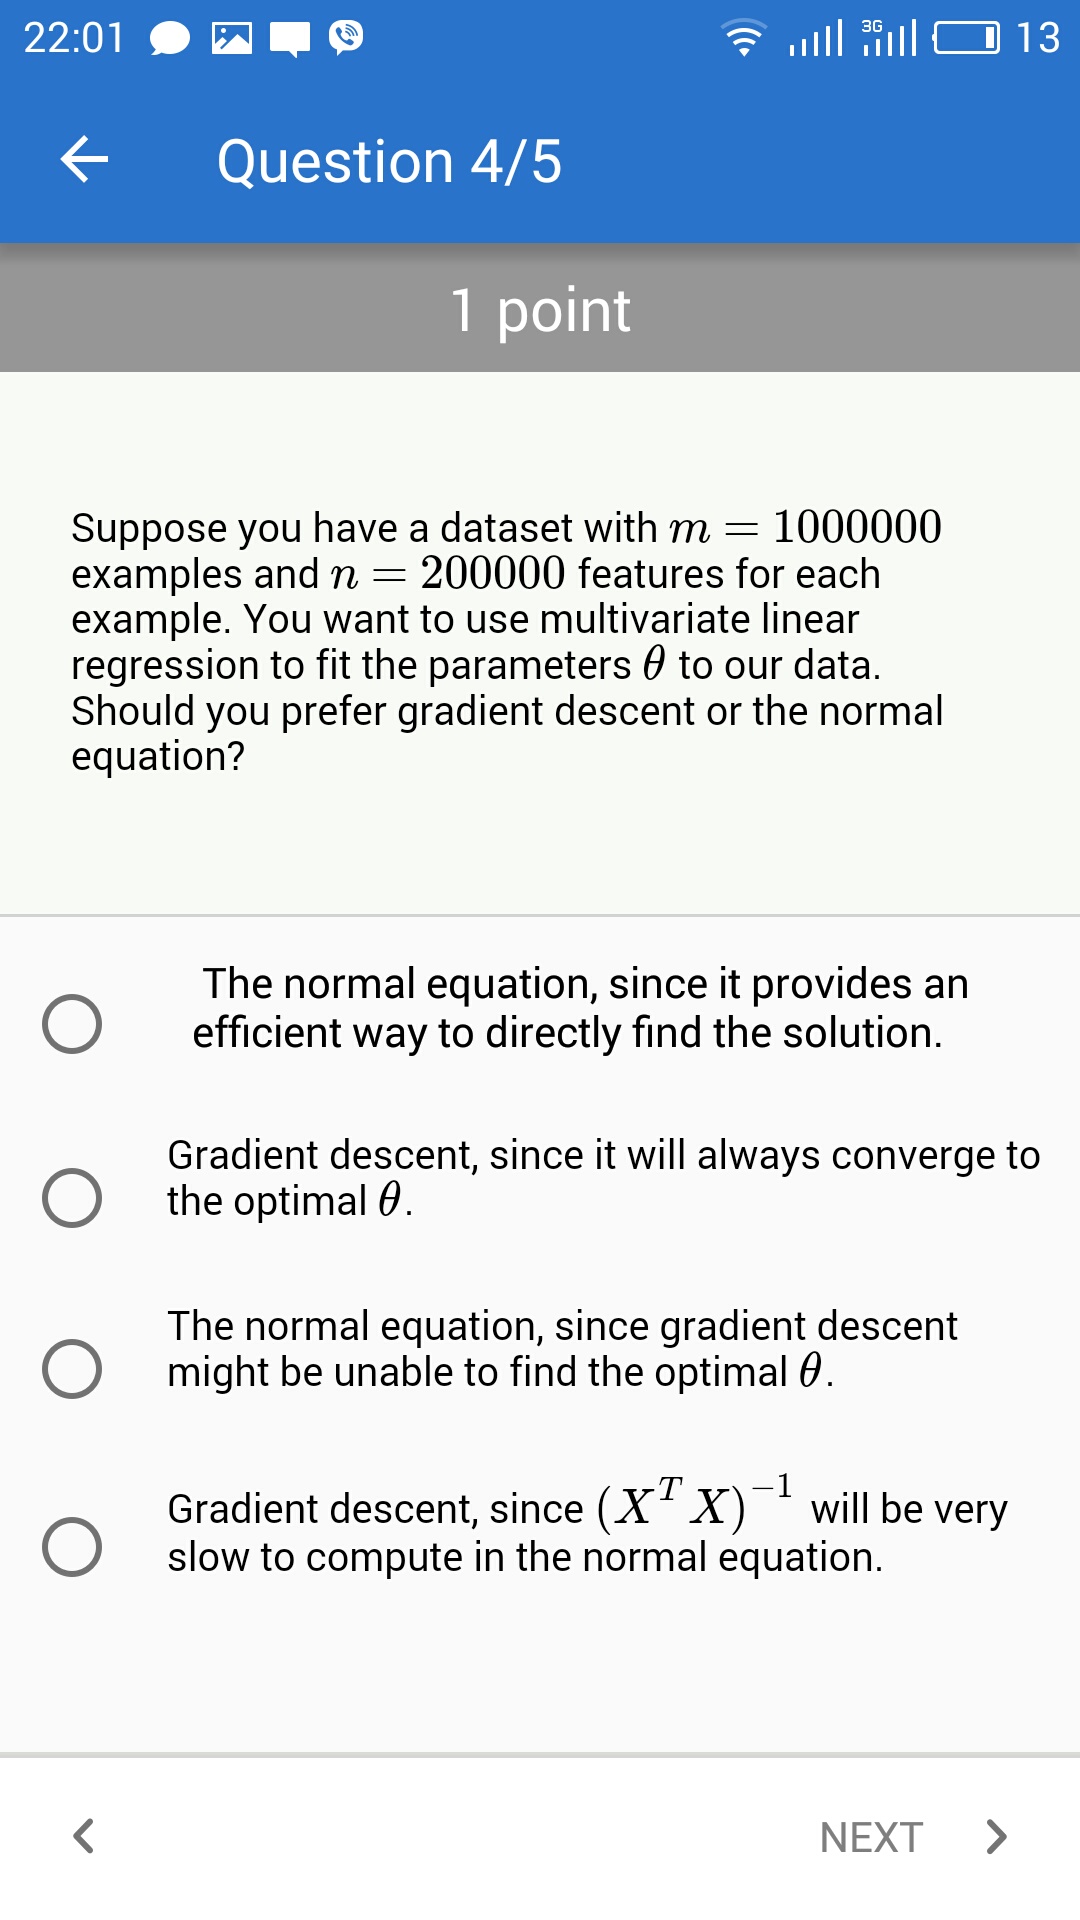 22:01 3G 13
Question 4/5
1 point
Suppose you have a dataset with m = 1000000
examples and n = 200000 features for each
example. You want to use multivariate linear
regression to fit the parameters θ to our data.
Should you prefer gradient descent or the normal
equation?
The normal equation, since it provides an
efficient way to directly find the solution.
Gradient descent, since it will always converge to
the optimal θ.
The normal equation, since gradient descent
might be unable to find the optimal θ.
Gradient descent, since (X^T X)^−1 will be very
slow to compute in the normal equation.
NEXT